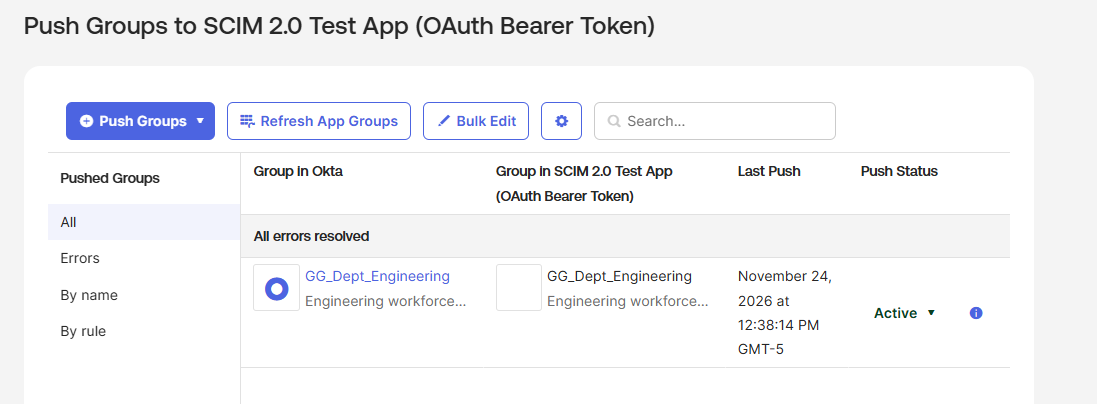 Push Groups to SCIM 2.0 Test App (OAuth Bearer Token)
Push Groups
Refresh App Groups
Bulk Edit
Search...
Pushed Groups
All
Errors
By name
By rule
Group in Okta
Group in SCIM 2.0 Test App
(OAuth Bearer Token)
Last Push
Push Status
All errors resolved
GG_Dept_Engineering
Engineering workforce...
GG_Dept_Engineering
Engineering workforce...
November 24,
2026 at
12:38:14 PM
GMT-5
Active